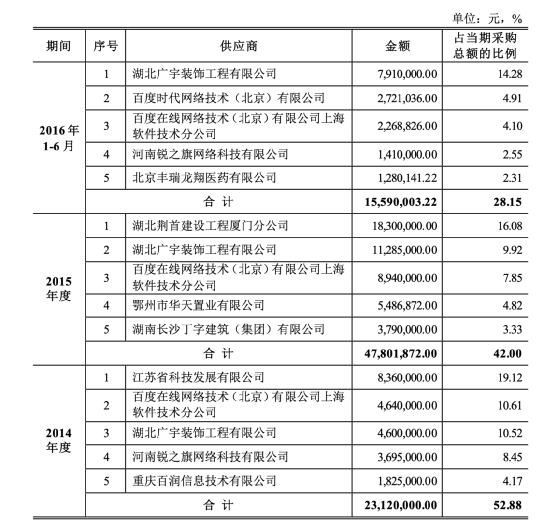 单位：元，%
期间 序号 供应商 金额 占当期采购总额的比例
2016 年 1-6 月
1 湖北广宇装饰工程有限公司 7,910,000.00 14.28
2 百度时代网络技术（北京）有限公司 2,721,036.00 4.91
3 百度在线网络技术（北京）有限公司上海软件技术分公司 2,268,826.00 4.10
4 河南锐之旗网络科技有限公司 1,410,000.00 2.55
5 北京丰瑞龙翔医药有限公司 1,280,141.22 2.31
合 计 15,590,003.22 28.15
2015 年度
1 湖北荆首建设工程厦门分公司 18,300,000.00 16.08
2 湖北广宇装饰工程有限公司 11,285,000.00 9.92
3 百度在线网络技术（北京）有限公司上海软件技术分公司 8,940,000.00 7.85
4 鄂州市华天置业有限公司 5,486,872.00 4.82
5 湖南长沙丁字建筑（集团）有限公司 3,790,000.00 3.33
合 计 47,801,872.00 42.00
2014 年度
1 江苏省科技发展有限公司 8,360,000.00 19.12
2 百度在线网络技术（北京）有限公司上海软件技术分公司 4,640,000.00 10.61
3 湖北广宇装饰工程有限公司 4,600,000.00 10.52
4 河南锐之旗网络科技有限公司 3,695,000.00 8.45
5 重庆百润信息技术有限公司 1,825,000.00 4.17
合 计 23,120,000.00 52.88